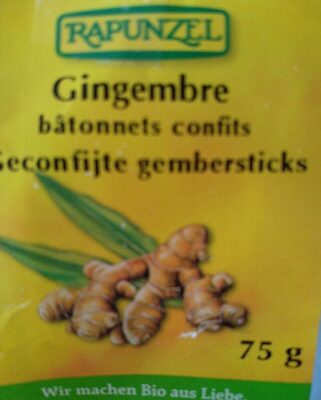 RAPUNZEL
Gingembre
bâtonnets confits
Geconfijte gembersticks
75 g
Wir machen Bio aus Liebe